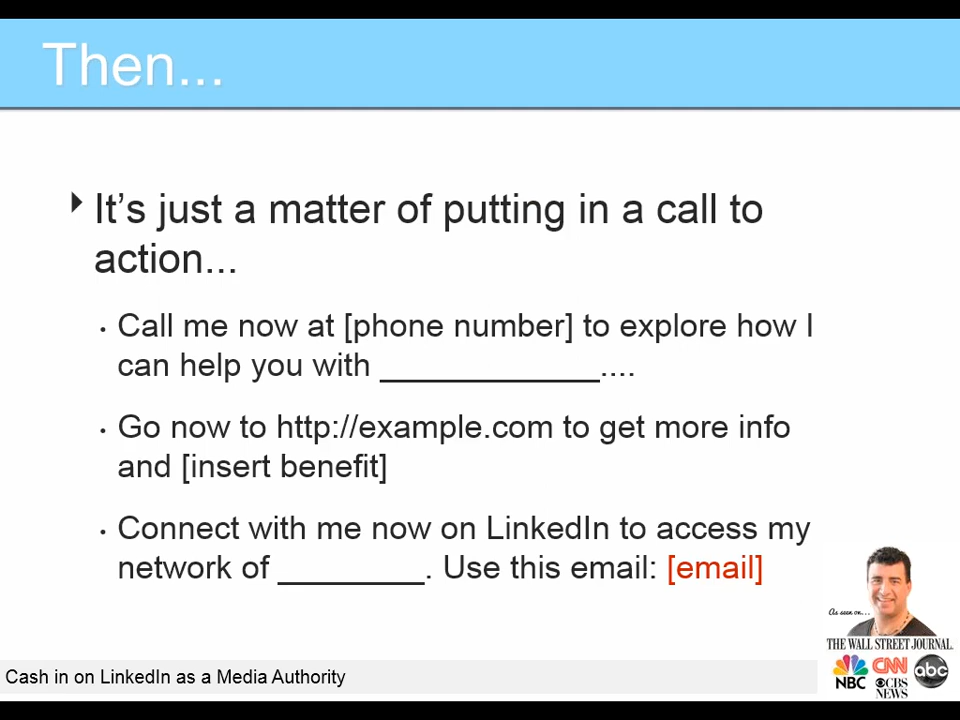 Then...
It's just a matter of putting in a call to
action...
Call me now at [phone number] to explore how I
can help you with ____________....
Go now to http://example.com to get more info
and [insert benefit]
Connect with me now on LinkedIn to access my
network of ________. Use this email: [email]
As seen on...
THE WALL STREET JOURNAL.
NBC
CNN
CBS
NEWS
abc
Cash in on LinkedIn as a Media Authority